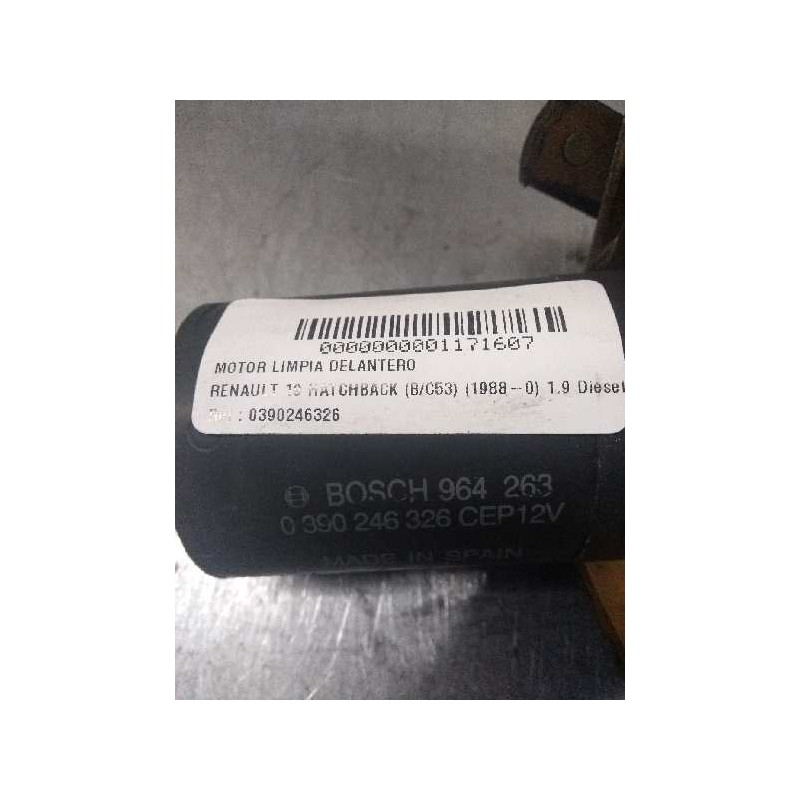 0000000001171607
MOTOR LIMPIA DELANTERO
RENAULT 19 HATCHBACK (B/C53) (1988--0) 1.9 Diesel
: 0390246326
BOSCH 964 263
0 390 246 326 CEP12V
MADE IN SPAIN